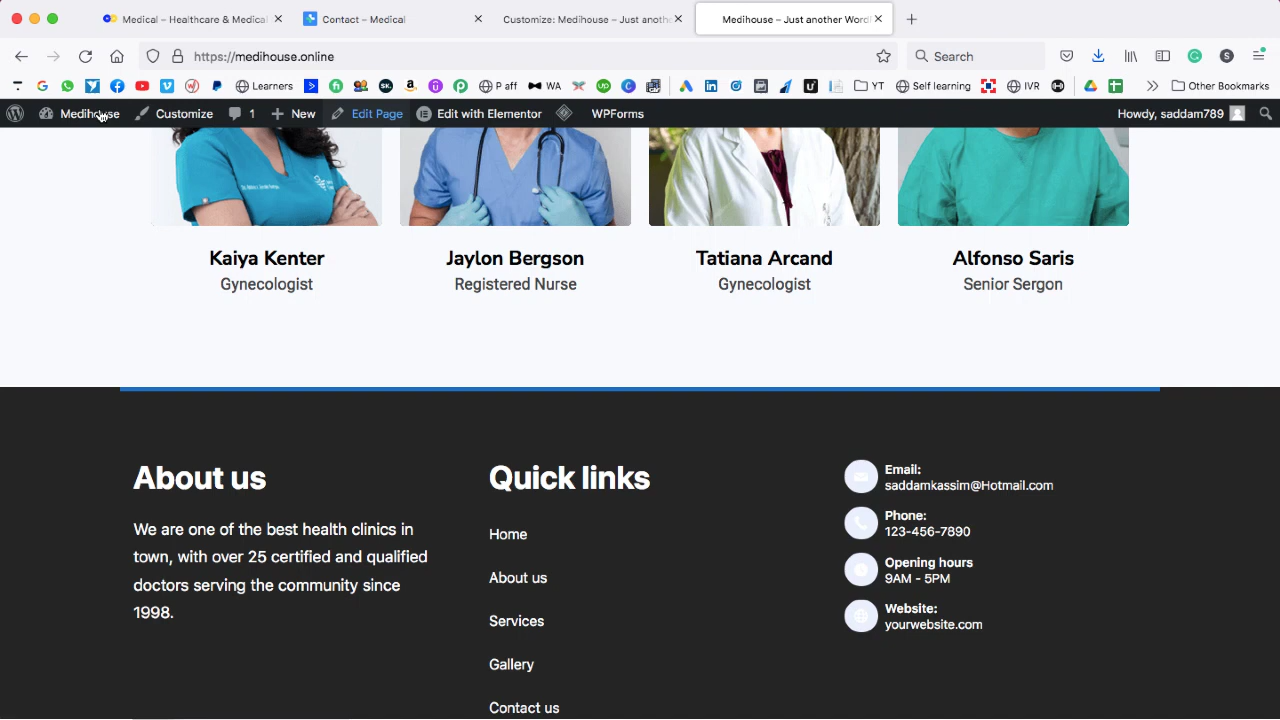 Medical – Healthcare & Medical
Contact – Medical
Customize: Medihouse – Just anothe
Medihouse – Just another Word
https://medihouse.online
Search
Learners
P aff
WA
YT
Self learning
IVR
Other Bookmarks
Medihouse
Customize
1
New
Edit Page
Edit with Elementor
WPForms
Howdy, saddam789
Kaiya Kenter
Gynecologist
Jaylon Bergson
Registered Nurse
Tatiana Arcand
Gynecologist
Alfonso Saris
Senior Sergon
About us
We are one of the best health clinics in
town, with over 25 certified and qualified
doctors serving the community since
1998.
Quick links
Home
About us
Services
Gallery
Contact us
Email:
saddamkassim@Hotmail.com
Phone:
123-456-7890
Opening hours
9AM - 5PM
Website:
yourwebsite.com